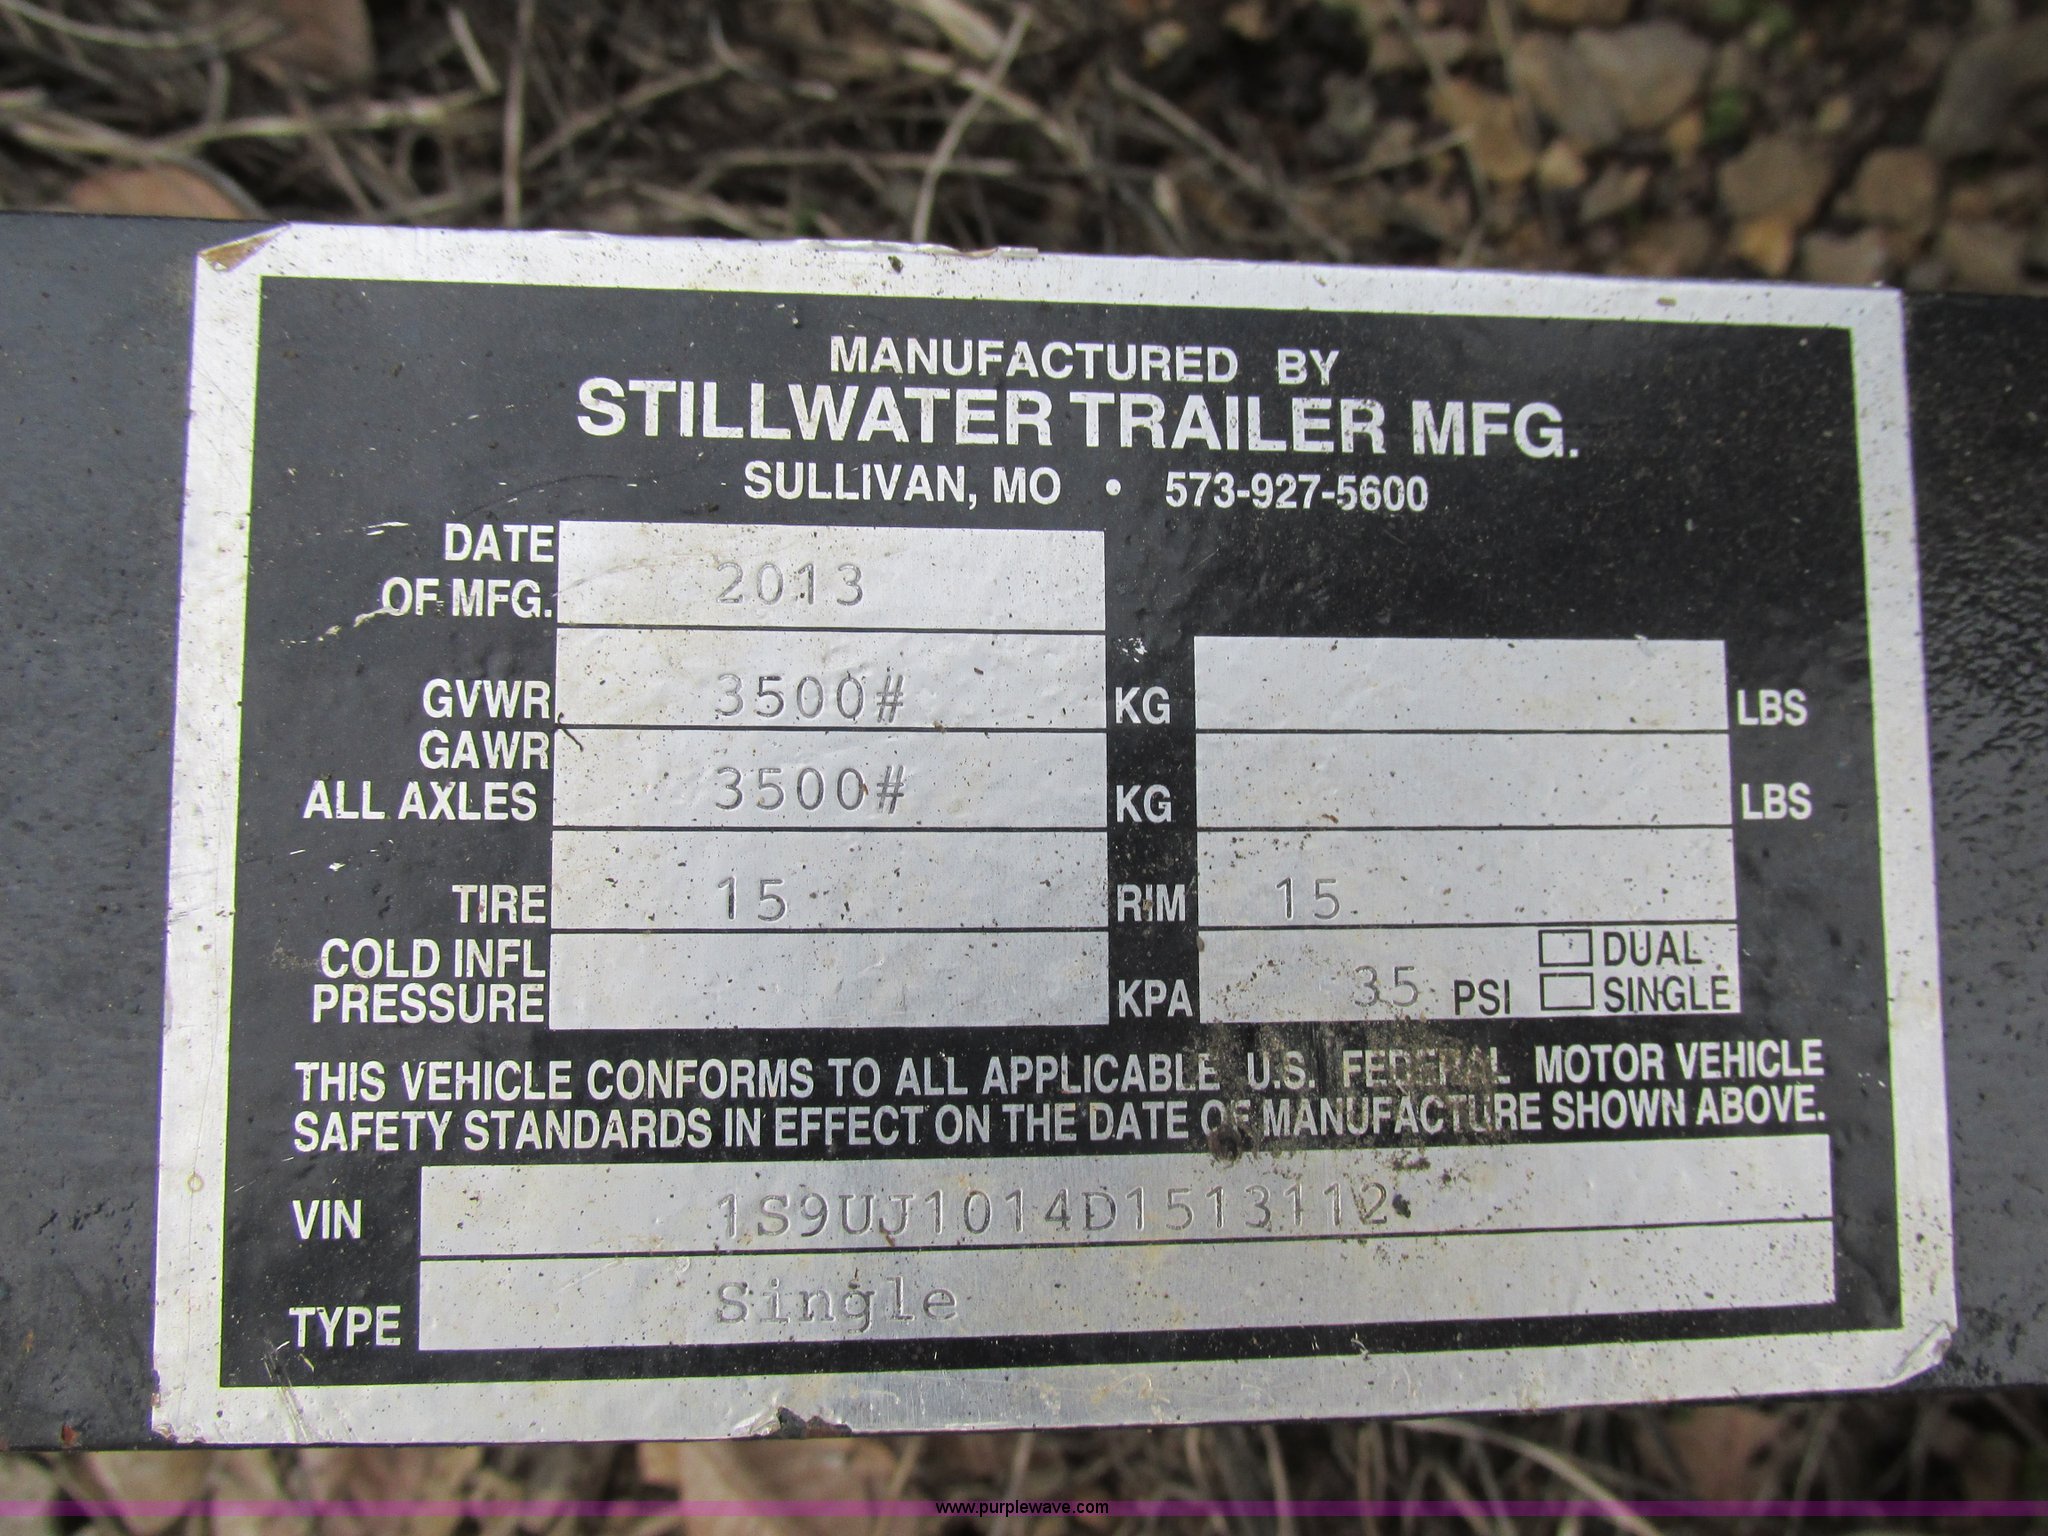 MANUFACTURED BY
STILLWATER TRAILER MFG.
SULLIVAN, MO • 573-927-5600
DATE
OF MFG. 2013
GVWR 3500# KG LBS
GAWR
ALL AXLES 3500# KG LBS
TIRE 15 RIM 15
COLD INFL
PRESSURE KPA 35 PSI DUAL
SINGLE
THIS VEHICLE CONFORMS TO ALL APPLICABLE U.S. FEDERAL MOTOR VEHICLE
SAFETY STANDARDS IN EFFECT ON THE DATE OF MANUFACTURE SHOWN ABOVE.
VIN 1S9UJ1014D1513112
TYPE Single
www.purplewave.com